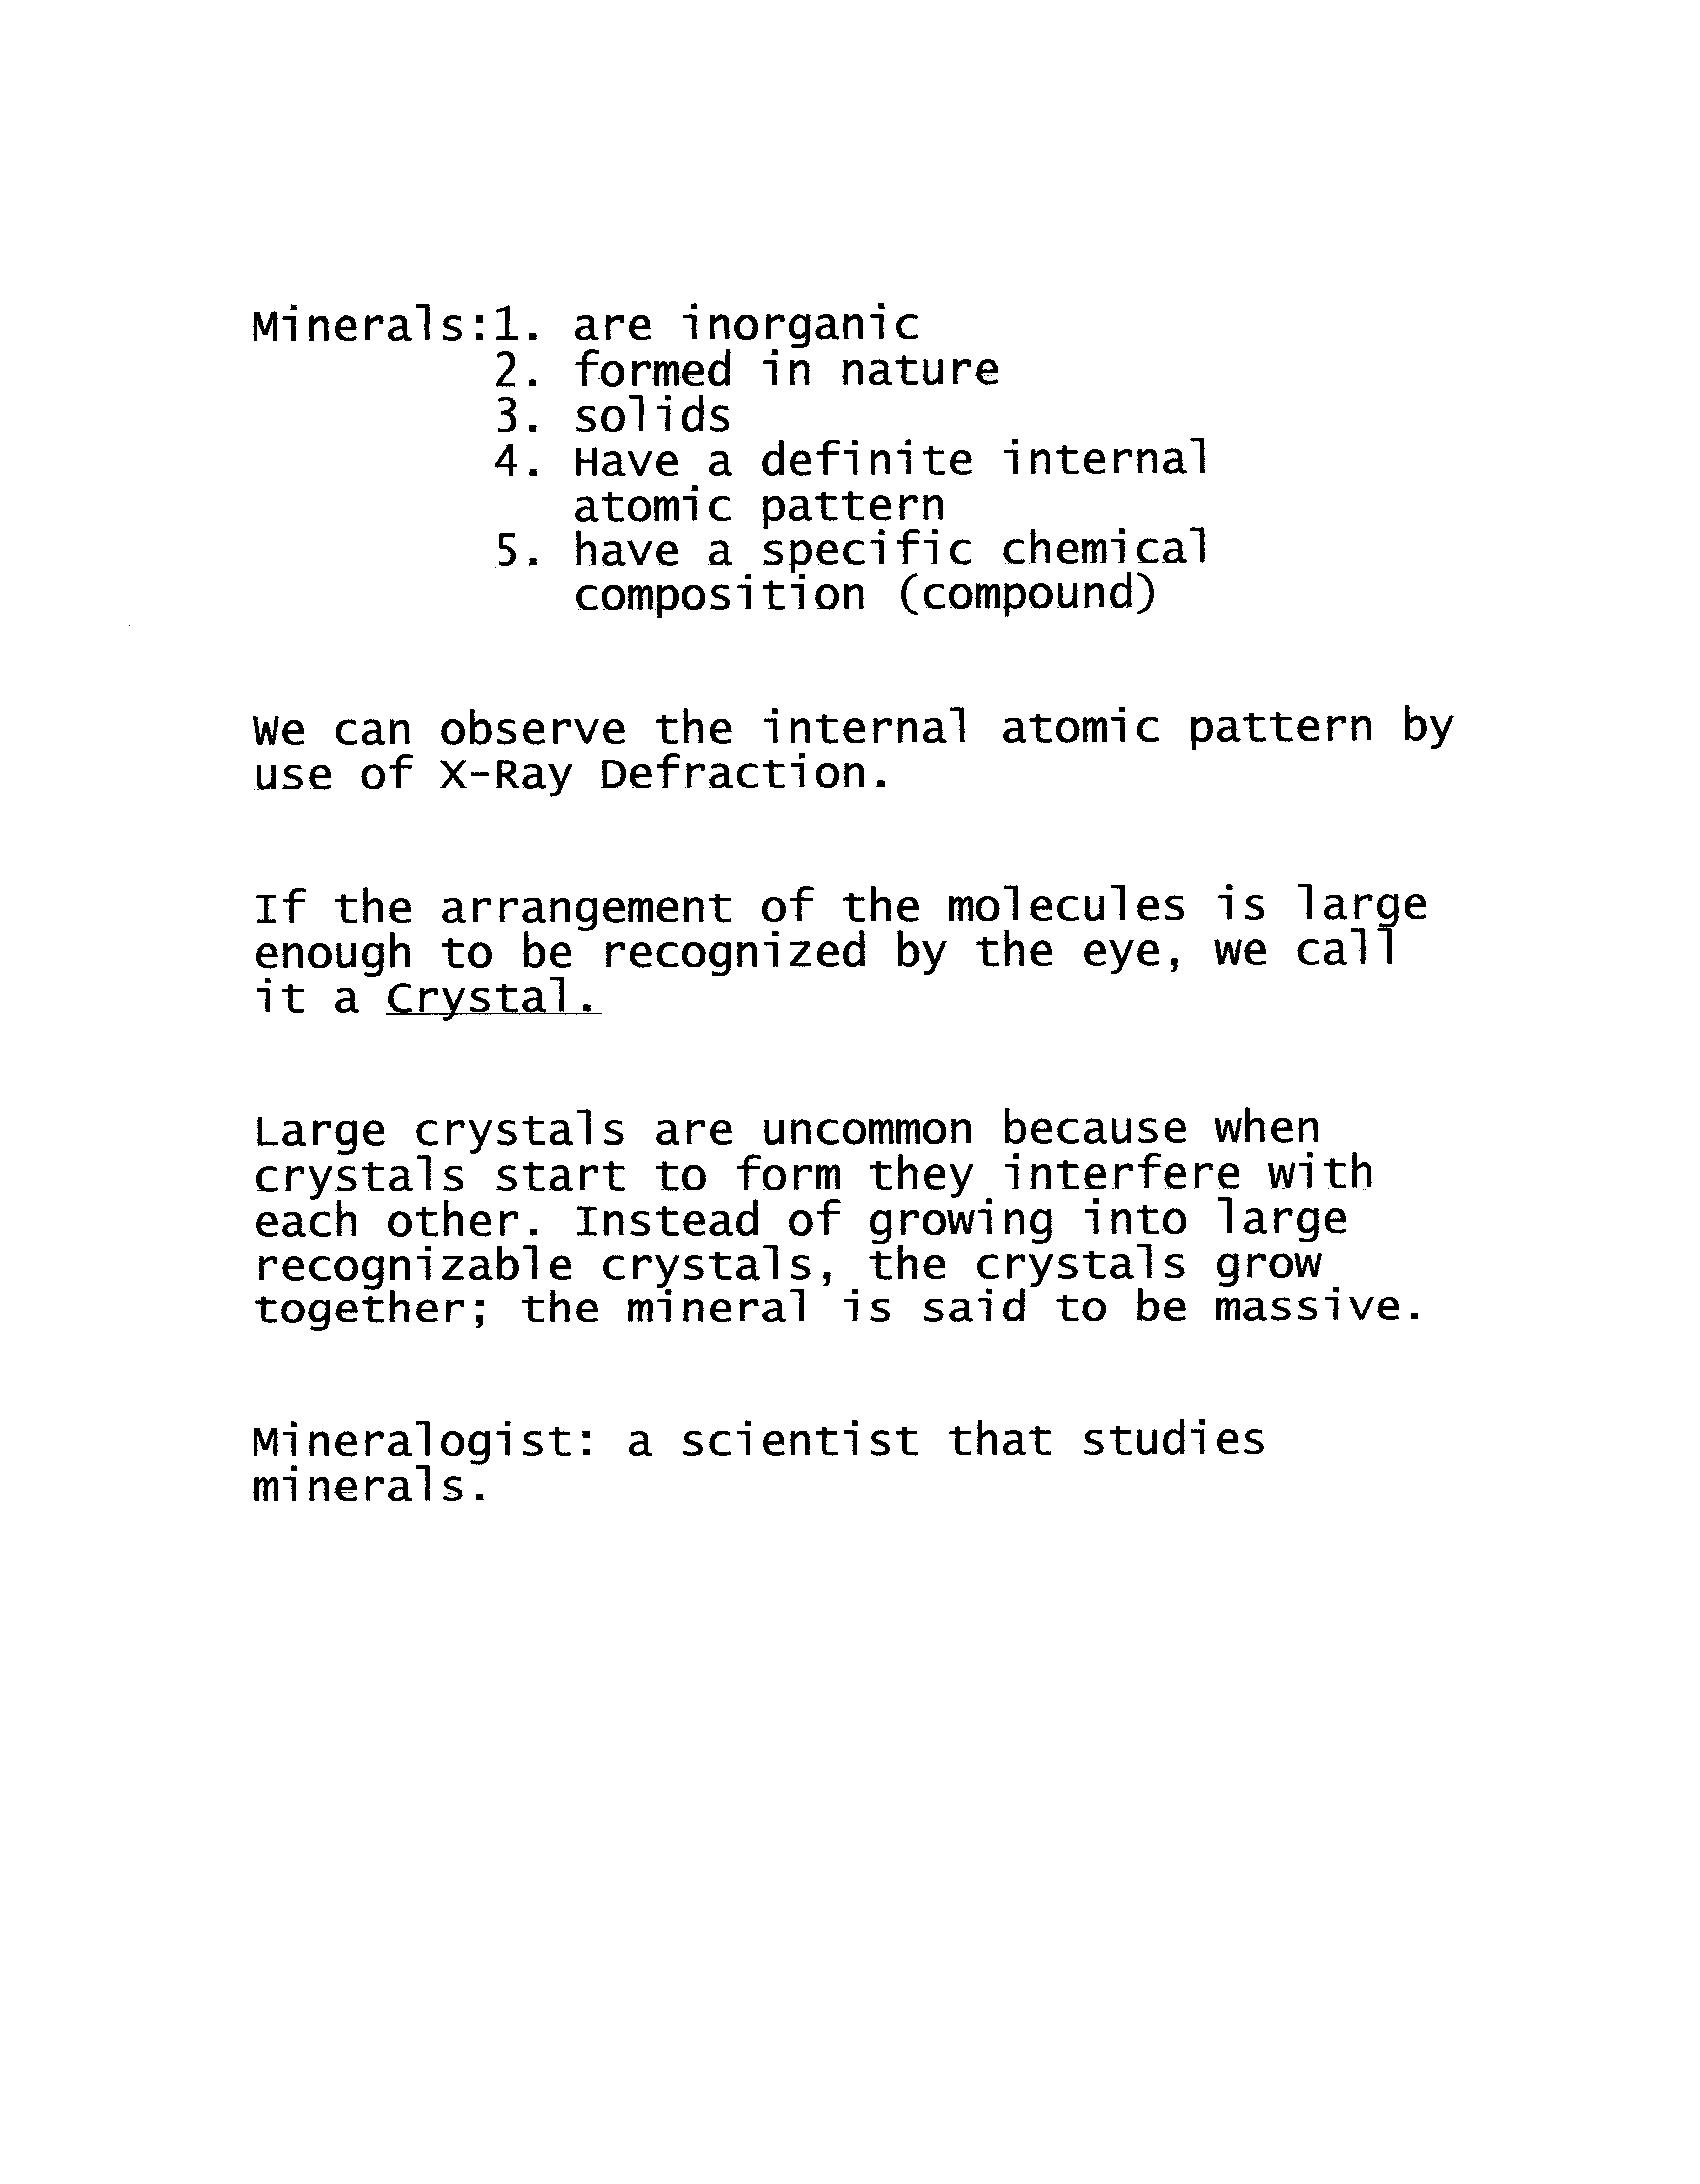 Minerals:1. are inorganic
2. formed in nature
3. solids
4. Have a definite internal
atomic pattern
5. have a specific chemical
composition (compound)
We can observe the internal atomic pattern by
use of X-Ray Defraction.
If the arrangement of the molecules is large
enough to be recognized by the eye, we call
it a Crystal.
Large crystals are uncommon because when
crystals start to form they interfere with
each other. Instead of growing into large
recognizable crystals, the crystals grow
together; the mineral is said to be massive.
Mineralogist: a scientist that studies
minerals.